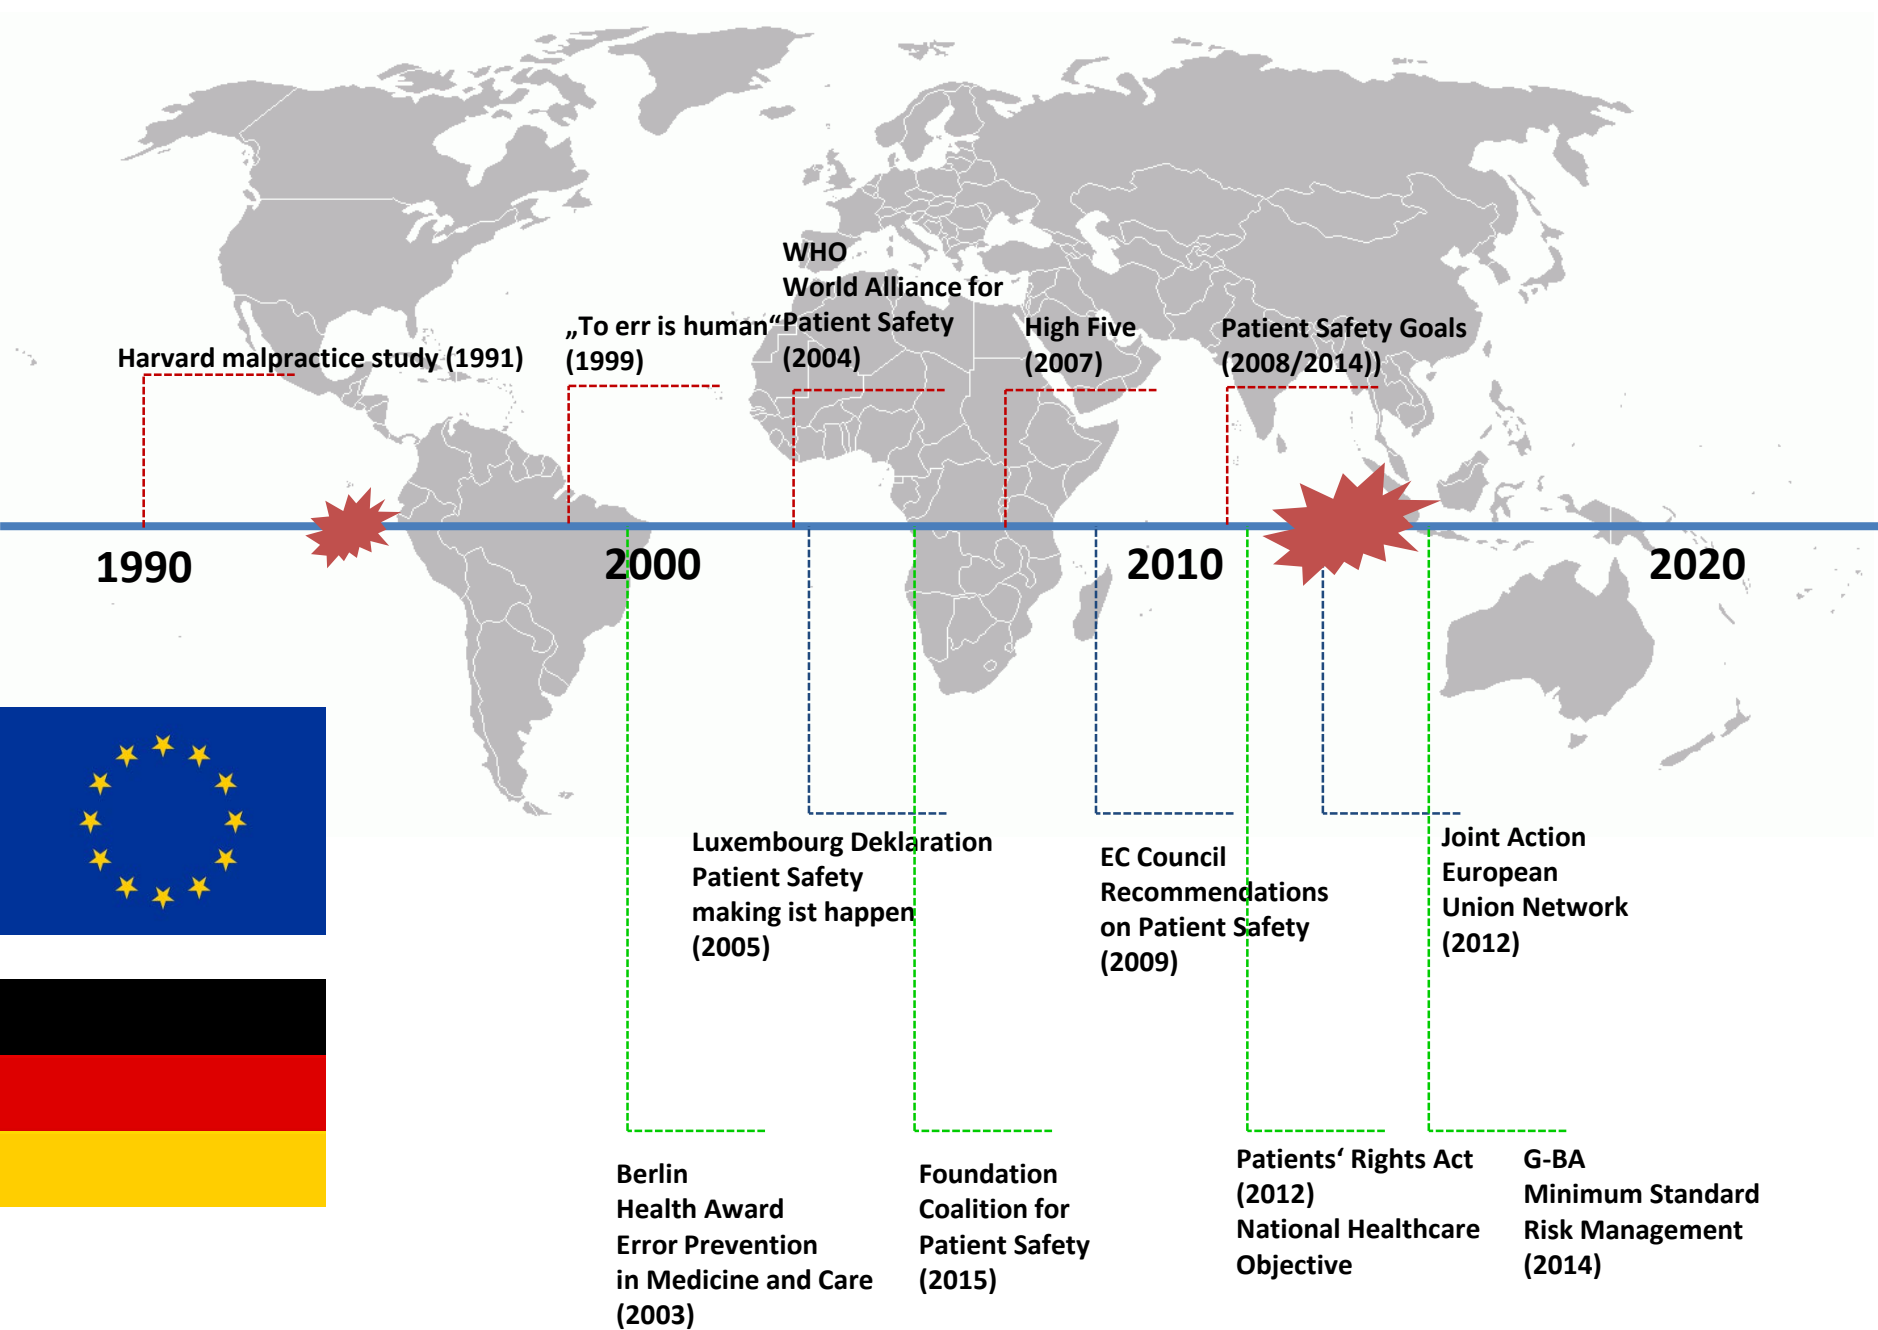 WHO
World Alliance for
Patient Safety
(2004)
„To err is human“
(1999)
High Five
(2007)
Patient Safety Goals
(2008/2014))
Harvard malpractice study (1991)
1990
2000
2010
2020
Luxembourg Deklaration
Patient Safety
making ist happen
(2005)
EC Council
Recommendations
on Patient Safety
(2009)
Joint Action
European
Union Network
(2012)
Berlin
Health Award
Error Prevention
in Medicine and Care
(2003)
Foundation
Coalition for
Patient Safety
(2015)
Patients‘ Rights Act
(2012)
National Healthcare
Objective
G-BA
Minimum Standard
Risk Management
(2014)